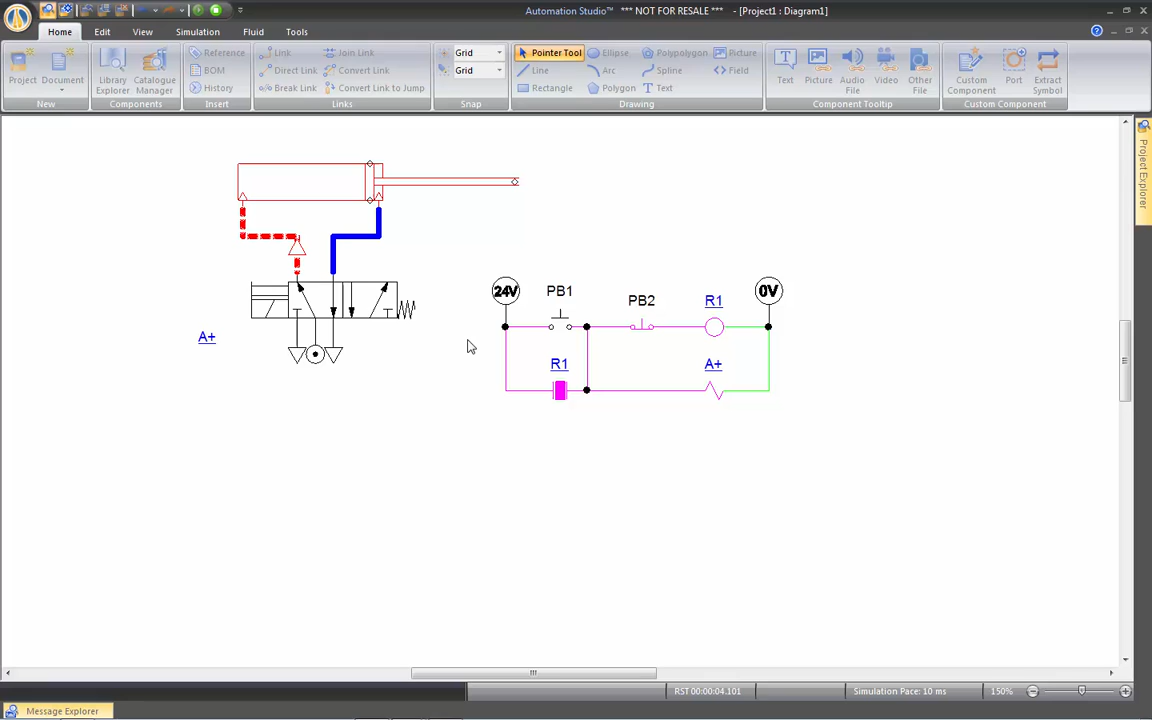 Automation Studio™ *** NOT FOR RESALE *** - [Project1 : Diagram1]
Home Edit View Simulation Fluid Tools
Project
Document
New
Library Explorer
Catalogue Manager
Components
Reference
BOM
History
Insert
Link
Join Link
Direct Link
Convert Link
Break Link
Convert Link to Jump
Links
Grid
Grid
Snap
Pointer Tool
Ellipse
Polypolygon
Picture
Line
Arc
Spline
Field
Rectangle
Polygon
Text
Drawing
Text
Picture
Audio File
Video
Other File
Component Tooltip
Custom Component
Port
Extract Symbol
Custom Component
Project Explorer
A+
24V
PB1
PB2
R1
0V
R1
A+
RST 00:00:04.101
Simulation Pace: 10 ms
150%
Message Explorer